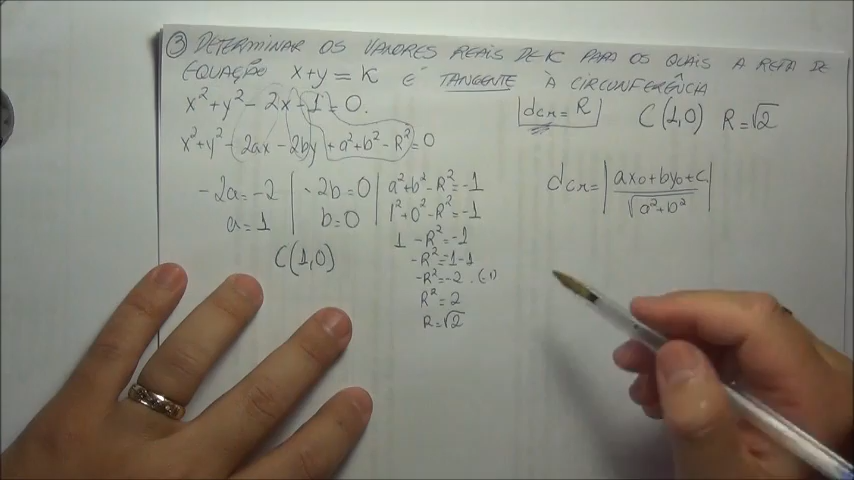 ③ DETERMINAR OS VALORES REAIS DE K PARA OS QUAIS A RETA DE
EQUAÇÃO x+y = K É TANGENTE À CIRCUNFERÊNCIA
x² + y² - 2x - 1 = 0.
x² + y² - 2ax - 2by + a² + b² - R² = 0
-2a = -2
a = 1
-2b = 0
b = 0
C(1,0)
a² + b² - R² = -1
1² + 0² - R² = -1
1 - R² = -1
-R² = -1 -1
-R² = -2 .(-1)
R² = 2
R = √2
dcr = R
C(1,0) R = √2
dcr = |ax₀ + by₀ + c / √a² + b²|